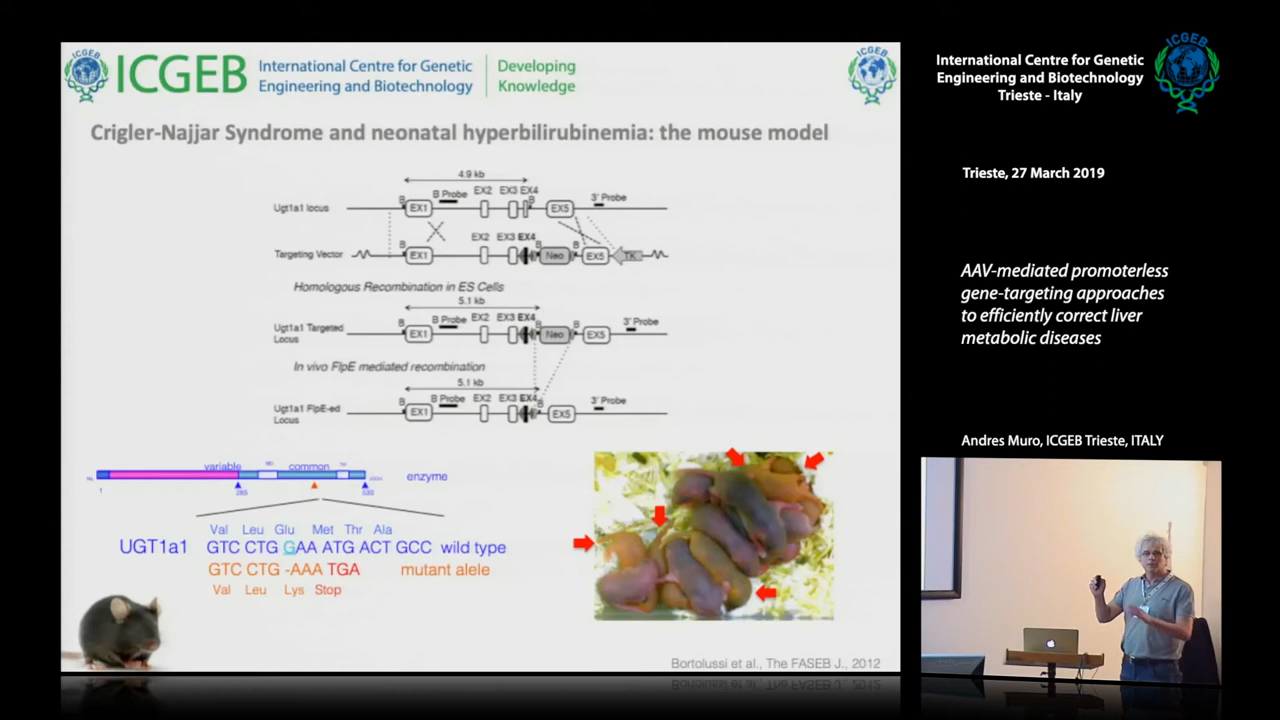 ICGEB
International Centre for Genetic
Engineering and Biotechnology
Developing
Knowledge
ICGEB
Crigler-Najjar Syndrome and neonatal hyperbilirubinemia: the mouse model
4.9 kb
B B Probe EX2 EX3 EX4 B 3' Probe
Ugt1a1 locus EX1 EX5
EX2 EX3 EX4
Targeting Vector B EX1 B Neo B EX5 TK
Homologous Recombination in ES Cells
5.1 kb
B B Probe EX2 EX3 EX4 B B 3' Probe
Ugt1a1 Targeted
Locus
EX1 Neo EX5
In vivo FlpE mediated recombination
5.1 kb
B B Probe EX2 EX3 EX4 B 3' Probe
Ugt1a1 FlpE-ed
Locus
EX1 EX5
variable common enzyme
1 285 533
Val Leu Glu Met Thr Ala
UGT1a1 GTC CTG GAA ATG ACT GCC wild type
GTC CTG -AAA TGA mutant alele
Val Leu Lys Stop
Bortolussi et al., The FASEB J., 2012
International Centre for Genetic
Engineering and Biotechnology
Trieste - Italy
ICGEB
Trieste, 27 March 2019
AAV-mediated promoterless
gene-targeting approaches
to efficiently correct liver
metabolic diseases
Andres Muro, ICGEB Trieste, ITALY